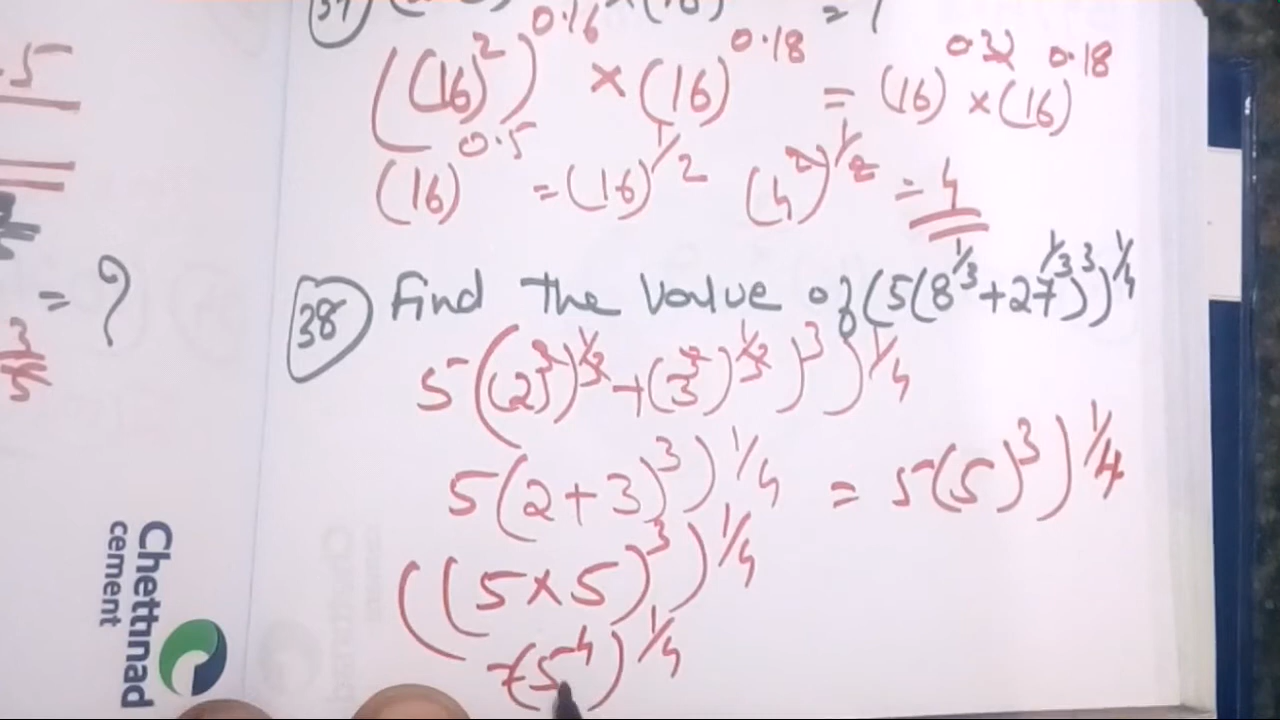 ((16)²)^0.16 × (16)^0.18 = (16)^0.32 × (16)^0.18
(16)^0.5 = (16)^1/2 (4²)^1/2 = 4
= ?
(38) Find the value of (5(8^1/3 + 27^1/3)^3)^1/4
5((2³)^1/3 + (3³)^1/3)³)^1/4
5(2+3)³)^1/4 = 5(5)³)^1/4
((5×5)³)^1/4
=(5⁴)^1/4
Chettinad
cement